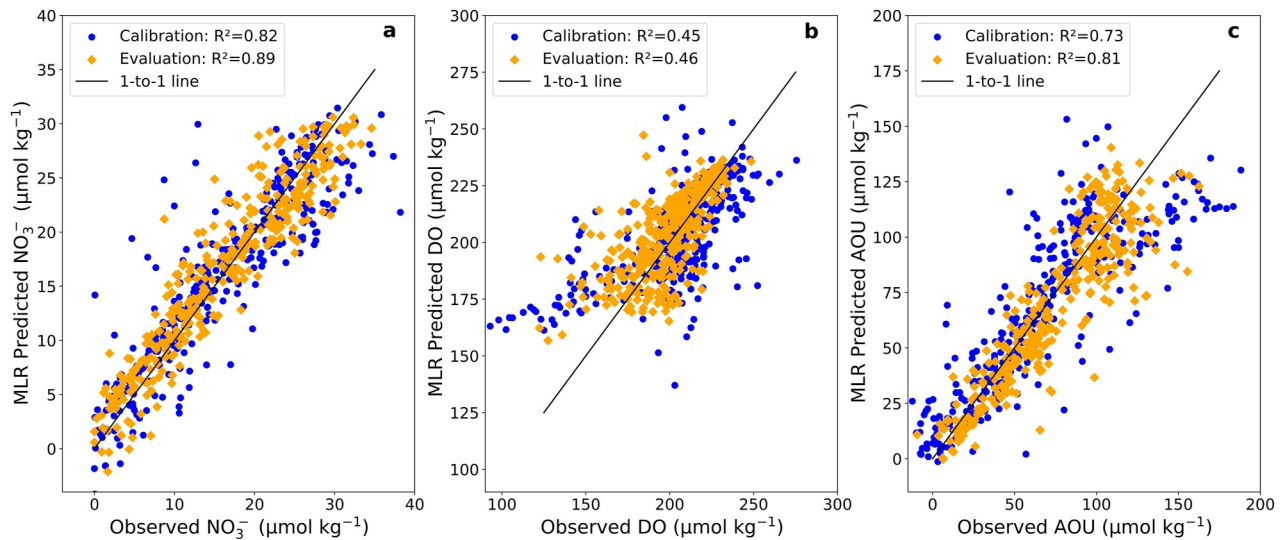 a
Calibration: R²=0.82
Evaluation: R²=0.89
1-to-1 line
40
35
30
25
20
15
10
5
0
MLR Predicted NO₃⁻ (μmol kg⁻¹)
0
10
20
30
40
Observed NO₃⁻ (μmol kg⁻¹)
b
Calibration: R²=0.45
Evaluation: R²=0.46
1-to-1 line
300
275
250
225
200
175
150
125
100
MLR Predicted DO (μmol kg⁻¹)
100
150
200
250
300
Observed DO (μmol kg⁻¹)
c
Calibration: R²=0.73
Evaluation: R²=0.81
1-to-1 line
200
175
150
125
100
75
50
25
0
MLR Predicted AOU (μmol kg⁻¹)
0
50
100
150
200
Observed AOU (μmol kg⁻¹)